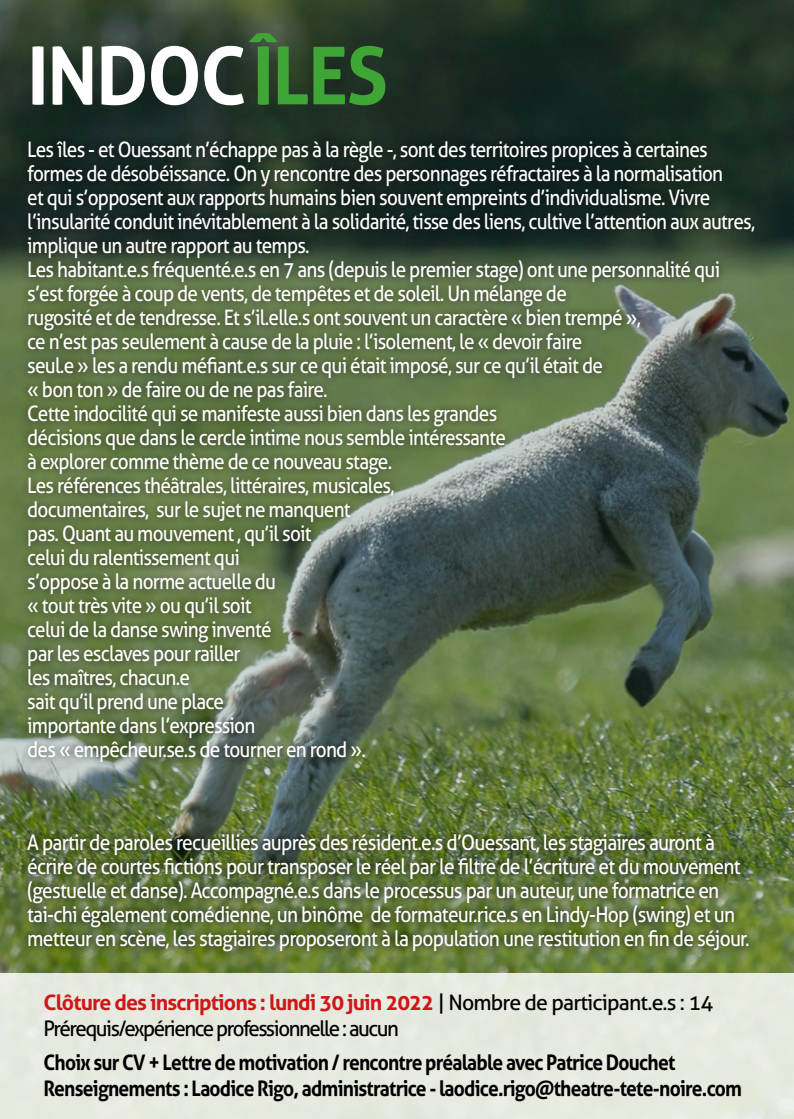 INDOCÎLES
Les îles - et Ouessant n’échappe pas à la règle -, sont des territoires propices à certaines
formes de désobéissance. On y rencontre des personnages réfractaires à la normalisation
et qui s’opposent aux rapports humains bien souvent empreints d’individualisme. Vivre
l’insularité conduit inévitablement à la solidarité, tisse des liens, cultive l’attention aux autres,
implique un autre rapport au temps.
Les habitant.e.s fréquenté.e.s en 7 ans (depuis le premier stage) ont une personnalité qui
s’est forgée à coup de vents, de tempêtes et de soleil. Un mélange de
rugosité et de tendresse. Et s’il.elle.s ont souvent un caractère « bien trempé »,
ce n’est pas seulement à cause de la pluie : l’isolement, le « devoir faire
seul.e » les a rendu méfiant.e.s sur ce qui était imposé, sur ce qu’il était de
« bon ton » de faire ou de ne pas faire.
Cette indocilité qui se manifeste aussi bien dans les grandes
décisions que dans le cercle intime nous semble intéressante
à explorer comme thème de ce nouveau stage.
Les références théâtrales, littéraires, musicales,
documentaires, sur le sujet ne manquent
pas. Quant au mouvement , qu’il soit
celui du ralentissement qui
s’oppose à la norme actuelle du
« tout très vite » ou qu’il soit
celui de la danse swing inventé
par les esclaves pour railler
les maîtres, chacun.e
sait qu’il prend une place
importante dans l’expression
des « empêcheur.se.s de tourner en rond ».
A partir de paroles recueillies auprès des résident.e.s d’Ouessant, les stagiaires auront à
écrire de courtes fictions pour transposer le réel par le filtre de l’écriture et du mouvement
(gestuelle et danse). Accompagné.e.s dans le processus par un auteur, une formatrice en
tai-chi également comédienne, un binôme de formateur.rice.s en Lindy-Hop (swing) et un
metteur en scène, les stagiaires proposeront à la population une restitution en fin de séjour.
Clôture des inscriptions : lundi 30 juin 2022 | Nombre de participant.e.s : 14
Prérequis/expérience professionnelle : aucun
Choix sur CV + Lettre de motivation / rencontre préalable avec Patrice Douchet
Renseignements : Laodice Rigo, administratrice - laodice.rigo@theatre-tete-noire.com